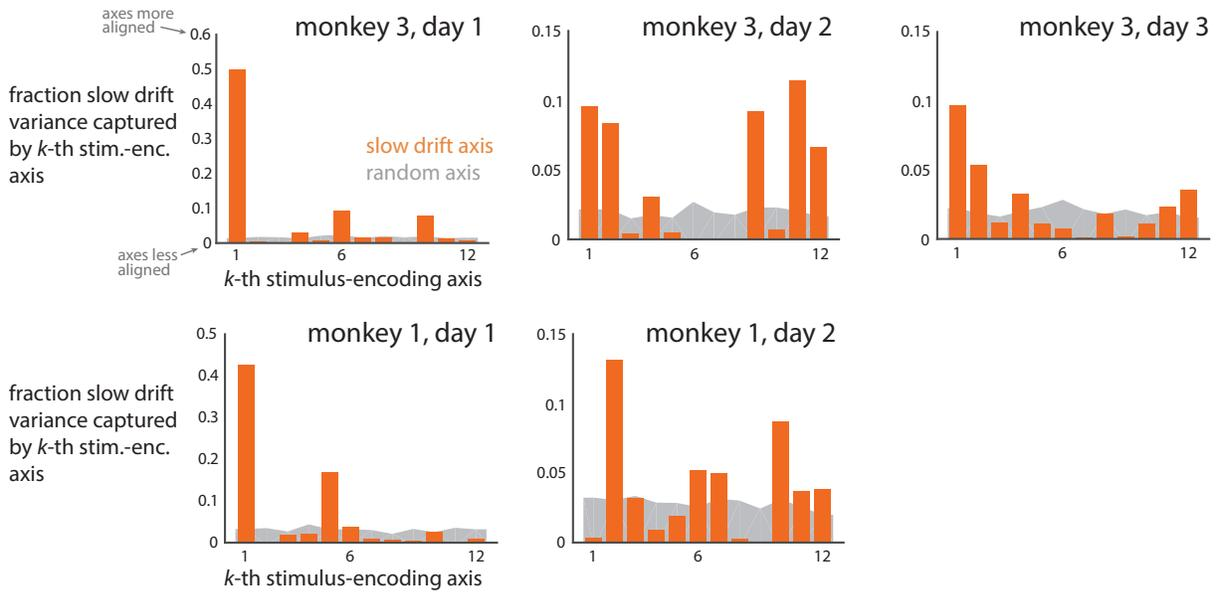 axes more
aligned
0.6
0.5
0.4
0.3
0.2
0.1
0
axes less
aligned
fraction slow drift
variance captured
by k-th stim.-enc.
axis
monkey 3, day 1
slow drift axis
random axis
1 6 12
k-th stimulus-encoding axis
monkey 3, day 2
0.15
0.1
0.05
0
1 6 12
monkey 3, day 3
0.15
0.1
0.05
0
1 6 12
fraction slow drift
variance captured
by k-th stim.-enc.
axis
monkey 1, day 1
0.5
0.4
0.3
0.2
0.1
0
1 6 12
k-th stimulus-encoding axis
monkey 1, day 2
0.15
0.1
0.05
0
1 6 12